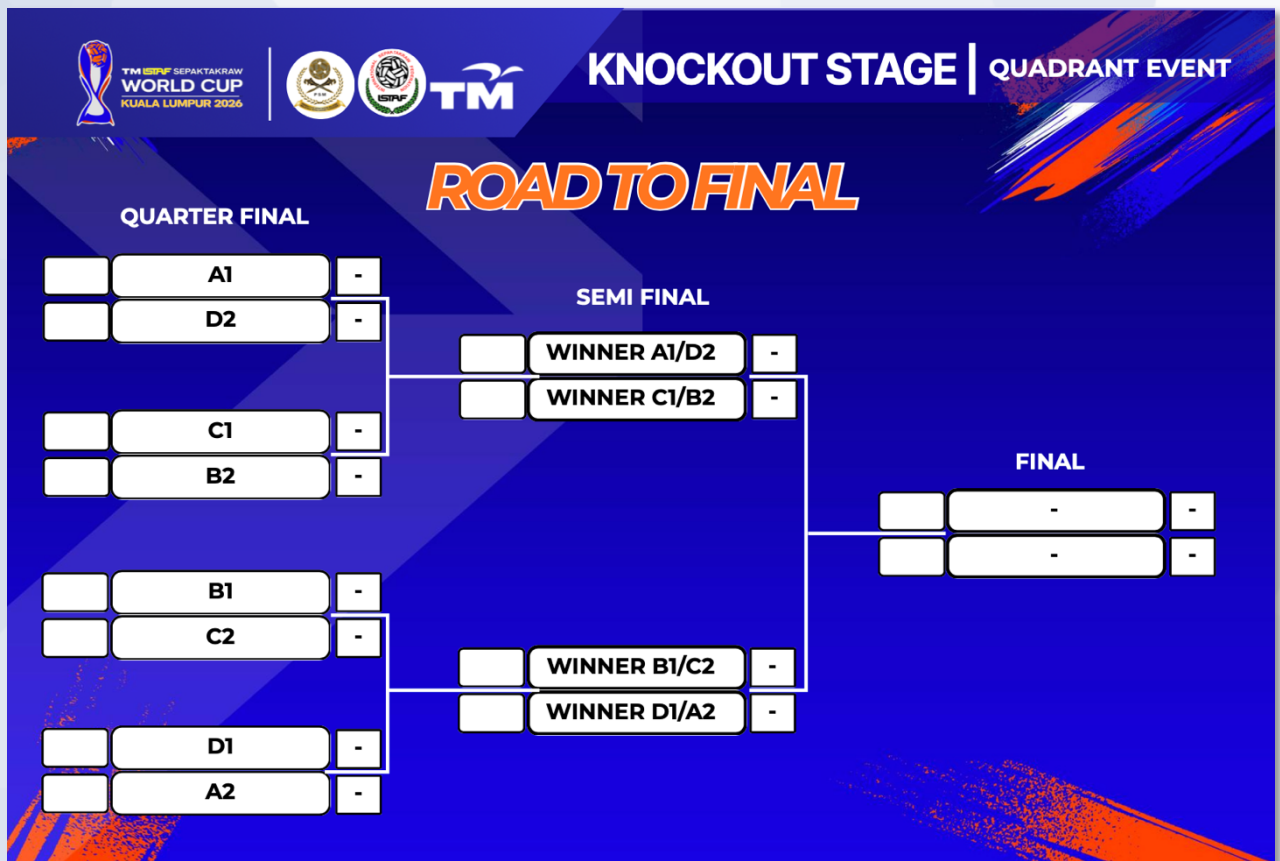 TM ISTAF SEPAKTAKRAW
WORLD CUP
KUALA LUMPUR 2026
PSM
ISTAF
TM
KNOCKOUT STAGE | QUADRANT EVENT
ROAD TO FINAL
QUARTER FINAL
A1 -
D2 -
C1 -
B2 -
B1 -
C2 -
D1 -
A2 -
SEMI FINAL
WINNER A1/D2 -
WINNER C1/B2 -
WINNER B1/C2 -
WINNER D1/A2 -
FINAL
- -
- -